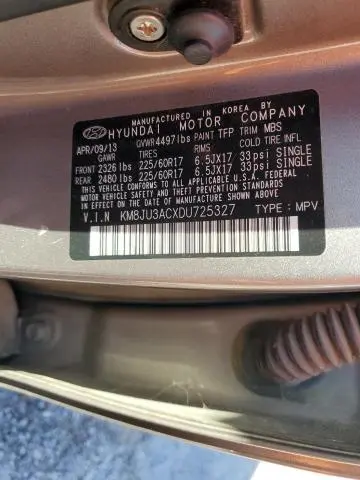 MANUFACTURED IN KOREA BY
HYUNDAI MOTOR COMPANY
APR/09/13 GVWR4497lbs PAINT TFP TRIM MBS
GAWR TIRES RIMS COLD TIRE INFL
FRONT 2326 lbs 225/60R17 6.5JX17 33psi SINGLE
REAR 2480 lbs 225/60R17 6.5JX17 33psi SINGLE
THIS VEHICLE CONFORMS TO ALL APPLICABLE U.S.A. FEDERAL
MOTOR VEHICLE SAFETY AND THEFT PREVENTION STANDARDS
IN EFFECT ON THE DATE OF MANUFACTURE SHOWN ABOVE.
V.I.N KM8JU3ACXDU725327 TYPE : MPV